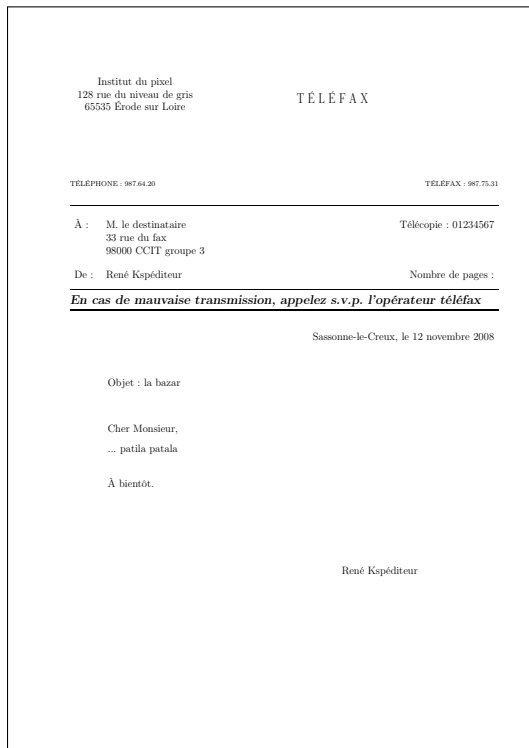 Institut du pixel
128 rue du niveau de gris
65535 Érode sur Loire
TÉLÉFAX
TÉLÉPHONE : 987.64.20
TÉLÉFAX : 987.75.31
À : M. le destinataire
Télécopie : 01234567
33 rue du fax
98000 CCIT groupe 3
De : René Kspéditeur
Nombre de pages :
En cas de mauvaise transmission, appelez s.v.p. l'opérateur téléfax
Sassonne-le-Creux, le 12 novembre 2008
Objet : la bazar
Cher Monsieur,
... patila patala
À bientôt.
René Kspéditeur